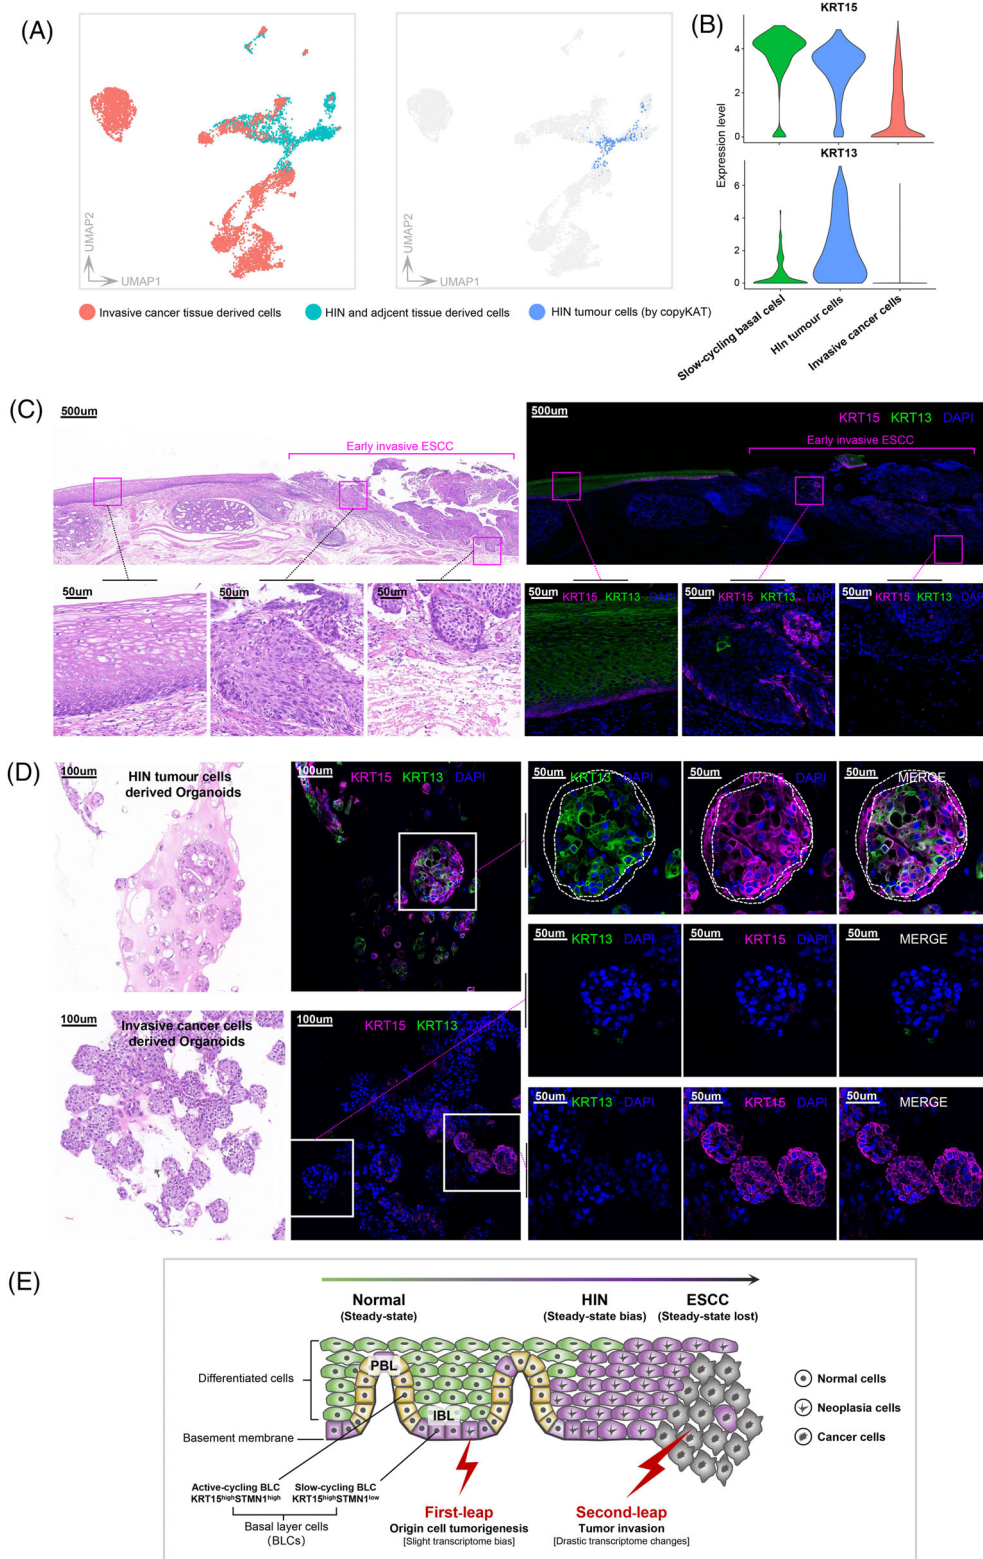 (A)
UMAP2
UMAP1
UMAP2
UMAP1
Invasive cancer tissue derived cells
HIN and adjcent tissue derived cells
HIN tumour cells (by copyKAT)
(B)
KRT15
4
2
0
KRT13
6
4
2
0
Expression level
Slow-cycling basal celsl
HIn tumour cells
Invasive cancer cells
(C)
500um
Early invasive ESCC
50um
50um
50um
500um
KRT15 KRT13 DAPI
Early invasive ESCC
50um KRT15 KRT13 DAPI
50um KRT15 KRT13 DAPI
50um KRT15 KRT13 DAPI
(D)
100um
HIN tumour cells
derived Organoids
100um KRT15 KRT13 DAPI
50um KRT13 DAPI
50um KRT15 DAPI
50um MERGE
50um KRT13 DAPI
50um KRT15 DAPI
50um MERGE
100um
Invasive cancer cells
derived Organoids
100um KRT15 KRT13 DAPI
50um KRT13 DAPI
50um KRT15 DAPI
50um MERGE
(E)
Normal
(Steady-state)
HIN
(Steady-state bias)
ESCC
(Steady-state lost)
Differentiated cells
PBL
IBL
Basement membrane
Normal cells
Neoplasia cells
Cancer cells
Active-cycling BLC
KRT15highSTMN1high
Slow-cycling BLC
KRT15highSTMN1low
Basal layer cells
(BLCs)
First-leap
Origin cell tumorigenesis
[Slight transcriptome bias]
Second-leap
Tumor invasion
[Drastic transcriptome changes]